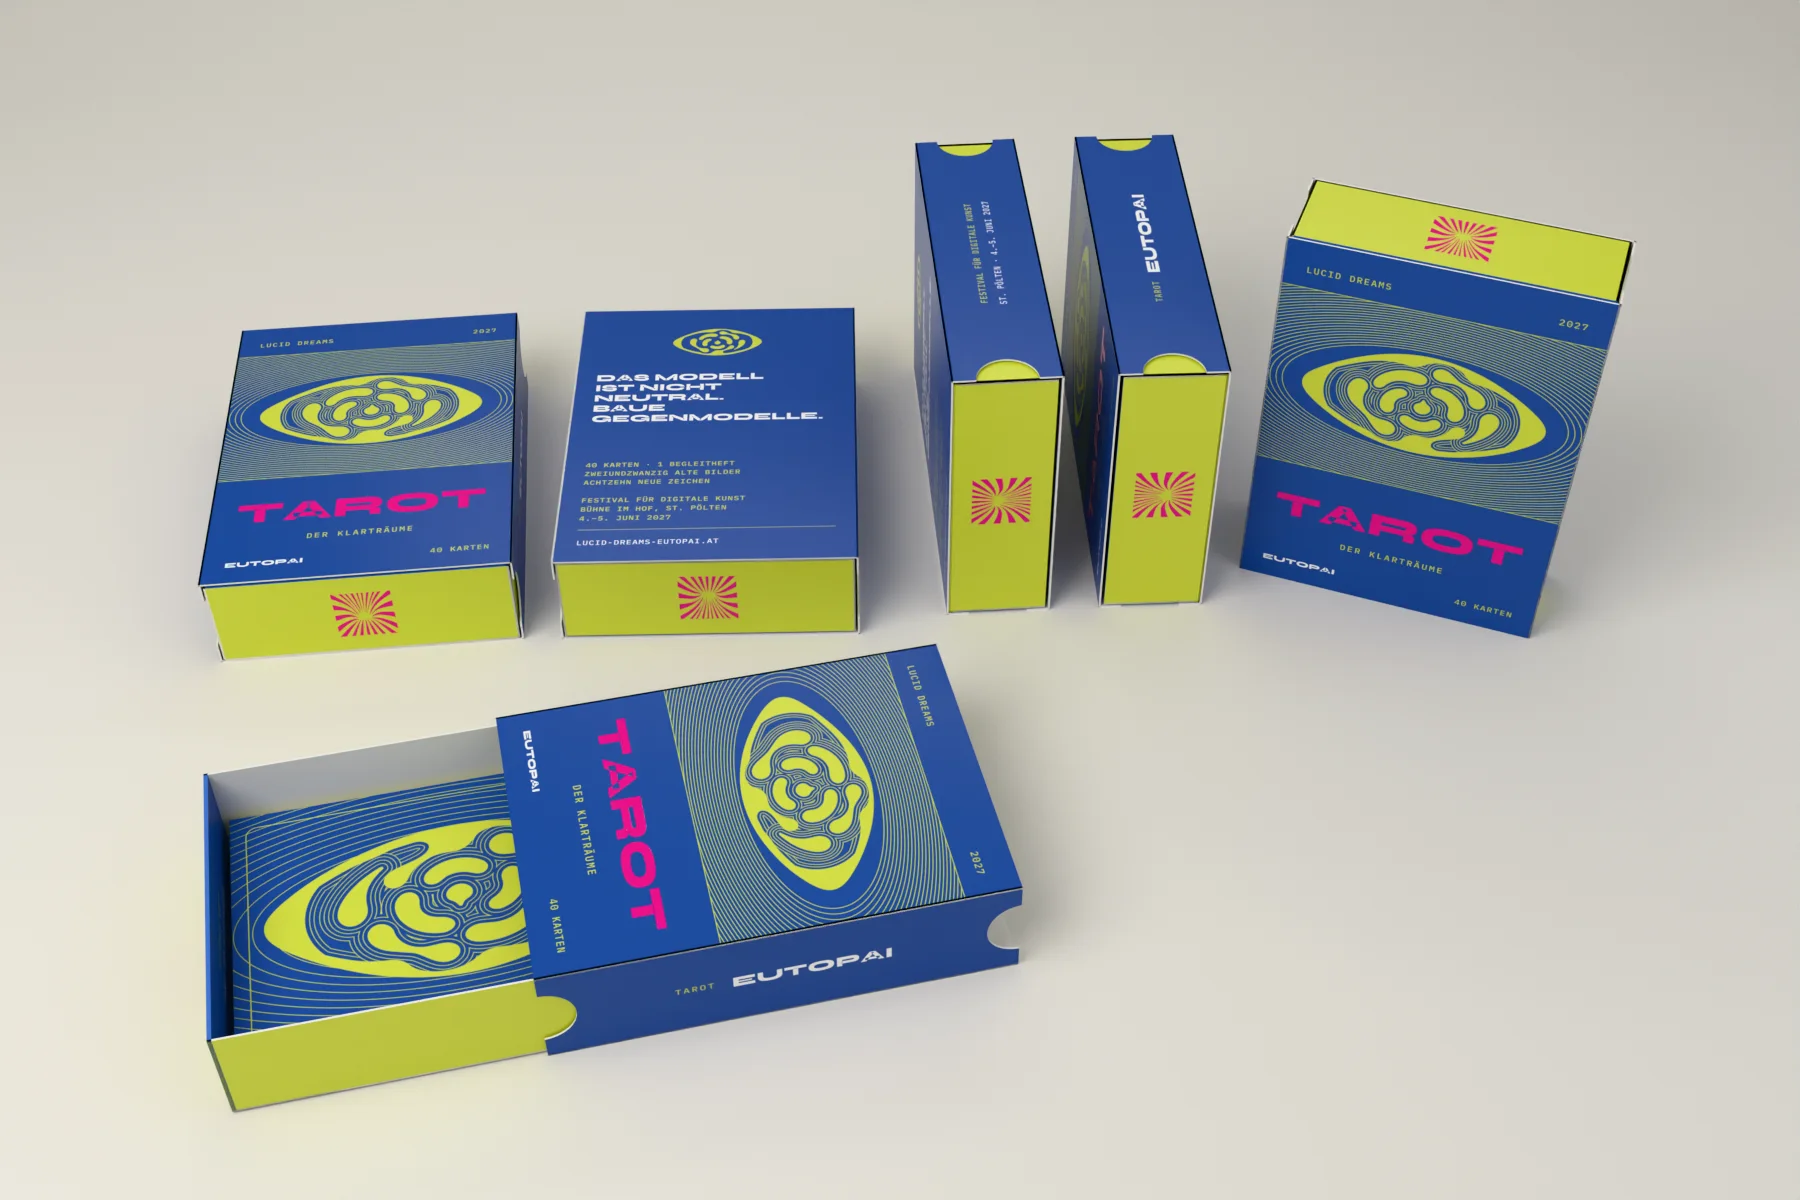 LUCID DREAMS
2027
TAROT
DER KLARTRÄUME
40 KARTEN
EUTOPAI
DAS MODELL
IST NICHT
NEUTRAL.
BAUE
GEGENMODELLE.
40 KARTEN · 1 BEGLEITHEFT
ZWEIUNDZWANZIG ALTE BILDER
ACHTZEHN NEUE ZEICHEN
FESTIVAL FÜR DIGITALE KUNST
BÜHNE IM HOF, ST. PÖLTEN
4.–5. JUNI 2027
LUCID-DREAMS-EUTOPAI.AT
FESTIVAL FÜR DIGITALE KUNST
ST. PÖLTEN · 4.–5. JUNI 2027
TAROT EUTOPAI
LUCID DREAMS
2027
TAROT
DER KLARTRÄUME
EUTOPAI
40 KARTEN
LUCID DREAMS
2027
TAROT
DER KLARTRÄUME
EUTOPAI
40 KARTEN
TAROT EUTOPAI